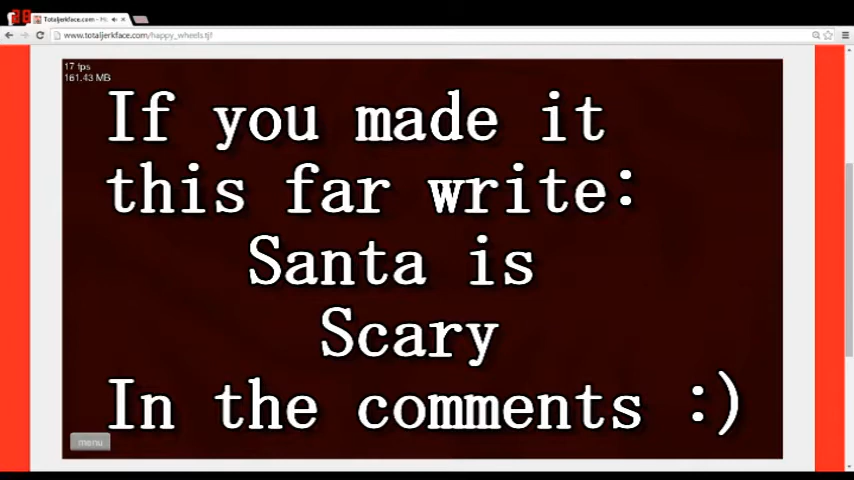 Totaljerkface.com - H
www.totaljerkface.com/happy_wheels.tjf
17 fps
161.43 MB
If you made it
this far write:
Santa is
Scary
In the comments :)
menu